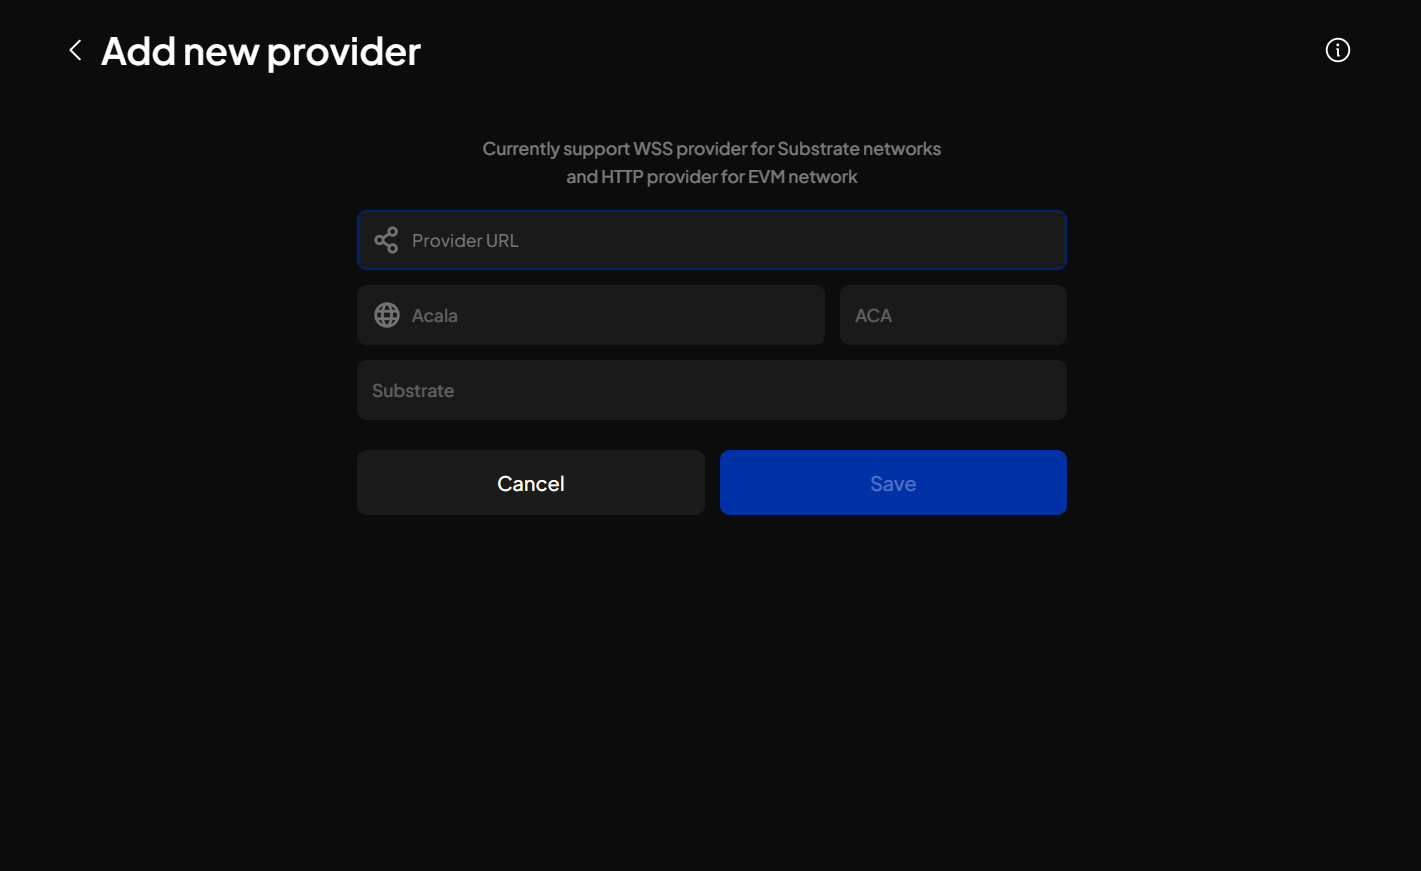 Add new provider
Currently support WSS provider for Substrate networks
and HTTP provider for EVM network
Provider URL
Acala
ACA
Substrate
Cancel
Save